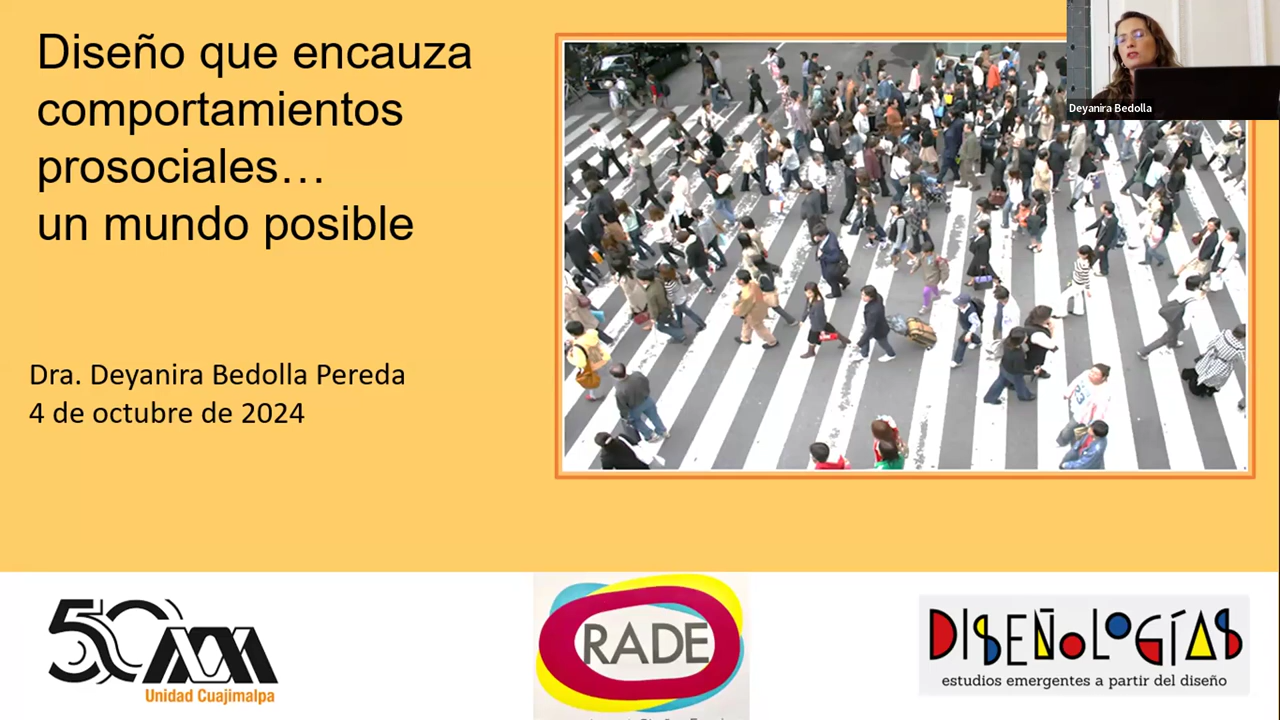 Diseño que encauza
comportamientos
prosociales…
un mundo posible
Deyanira Bedolla
Dra. Deyanira Bedolla Pereda
4 de octubre de 2024
50
Unidad Cuajimalpa
RADE
DISEÑOLOGÍAS
estudios emergentes a partir del diseño